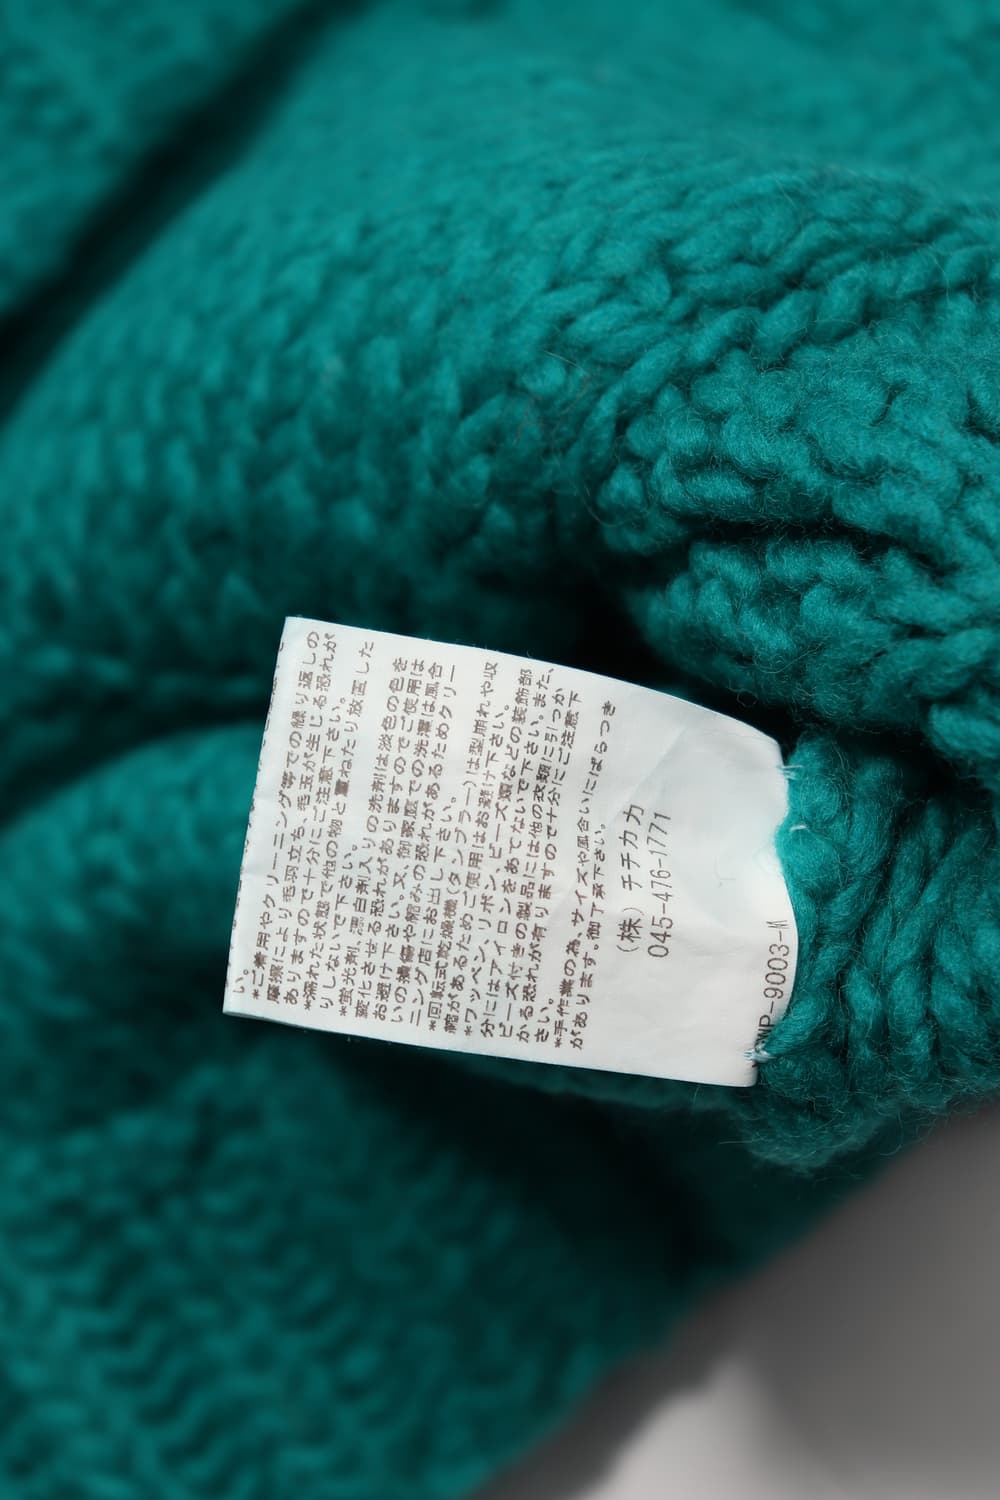 い。
*ご着用やクリーニング等での繰り返しの
摩擦により毛羽立ち、毛玉が生じる恐れが
ありますので十分にご注意下さい。
*濡れた状態で他の物と重ねたり放置した
りしないで下さい。
*蛍光剤、漂白剤入りの洗剤は淡色の色を
変化させる恐れがありますのでご使用は
お避け下さい。又、御家庭での洗濯は風合
いの損傷や縮みの恐れがあるためクリー
ニング店にお出し下さい。
*回転式乾燥機(タンブラー)は型崩れや収
縮があるためご使用はお避け下さい。
*ワッペン、リボン、ビーズ類などの装飾部
分にはアイロンをあてないで下さい。また、
ビーズ付きの製品には他の衣類に引っか
かる恐れが有りますので十分にご注意下
さい。
*手作業の為、サイズや風合いにばらつき
があります。御了承下さい。
(株) チチカカ
045-476-1771
WP-9003-M